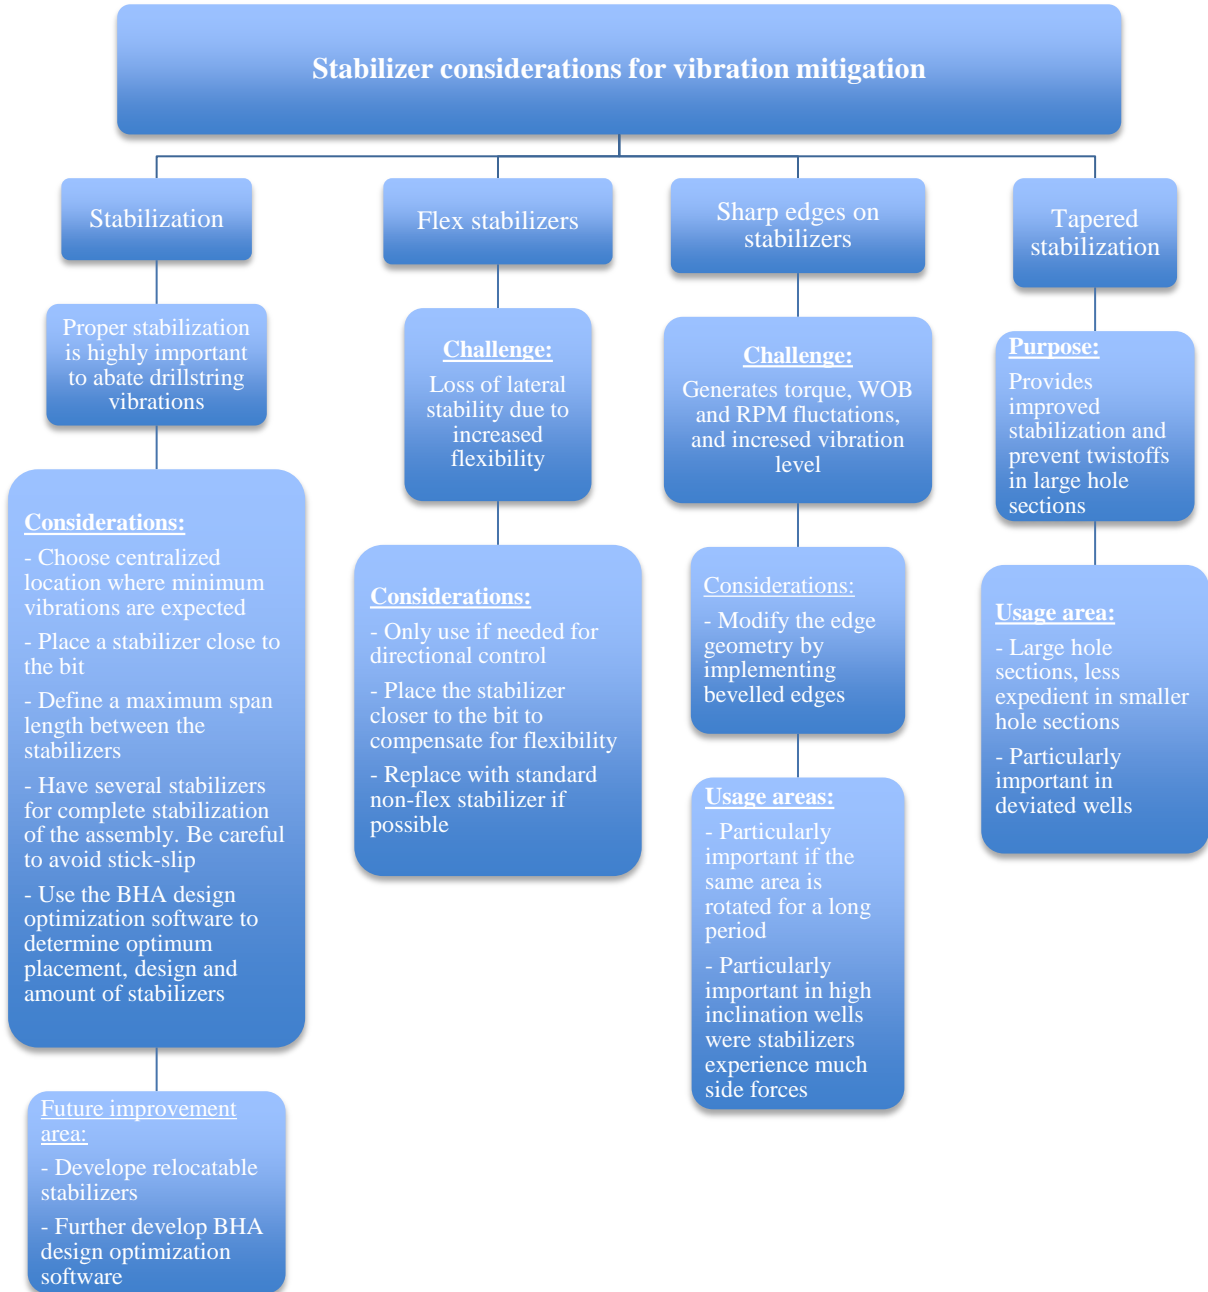 Stabilizer considerations for vibration mitigation
Stabilization
Proper stabilization
is highly important
to abate drillstring
vibrations
Considerations:
- Choose centralized
location where minimum
vibrations are expected
- Place a stabilizer close to
the bit
- Define a maximum span
length between the
stabilizers
- Have several stabilizers
for complete stabilization
of the assembly. Be careful
to avoid stick-slip
- Use the BHA design
optimization software to
determine optimum
placement, design and
amount of stabilizers
Future improvement
area:
- Develope relocatable
stabilizers
- Further develop BHA
design optimization
software
Flex stabilizers
Challenge:
Loss of lateral
stability due to
increased
flexibility
Considerations:
- Only use if needed for
directional control
- Place the stabilizer
closer to the bit to
compensate for flexibility
- Replace with standard
non-flex stabilizer if
possible
Sharp edges on
stabilizers
Challenge:
Generates torque, WOB
and RPM fluctations,
and incresed vibration
level
Considerations:
- Modify the edge
geometry by
implementing
bevelled edges
Usage areas:
- Particularly
important if the
same area is
rotated for a long
period
- Particularly
important in high
inclination wells
were stabilizers
experience much
side forces
Tapered
stabilization
Purpose:
Provides
improved
stabilization and
prevent twistoffs
in large hole
sections
Usage area:
- Large hole
sections, less
expedient in smaller
hole sections
- Particularly
important in
deviated wells